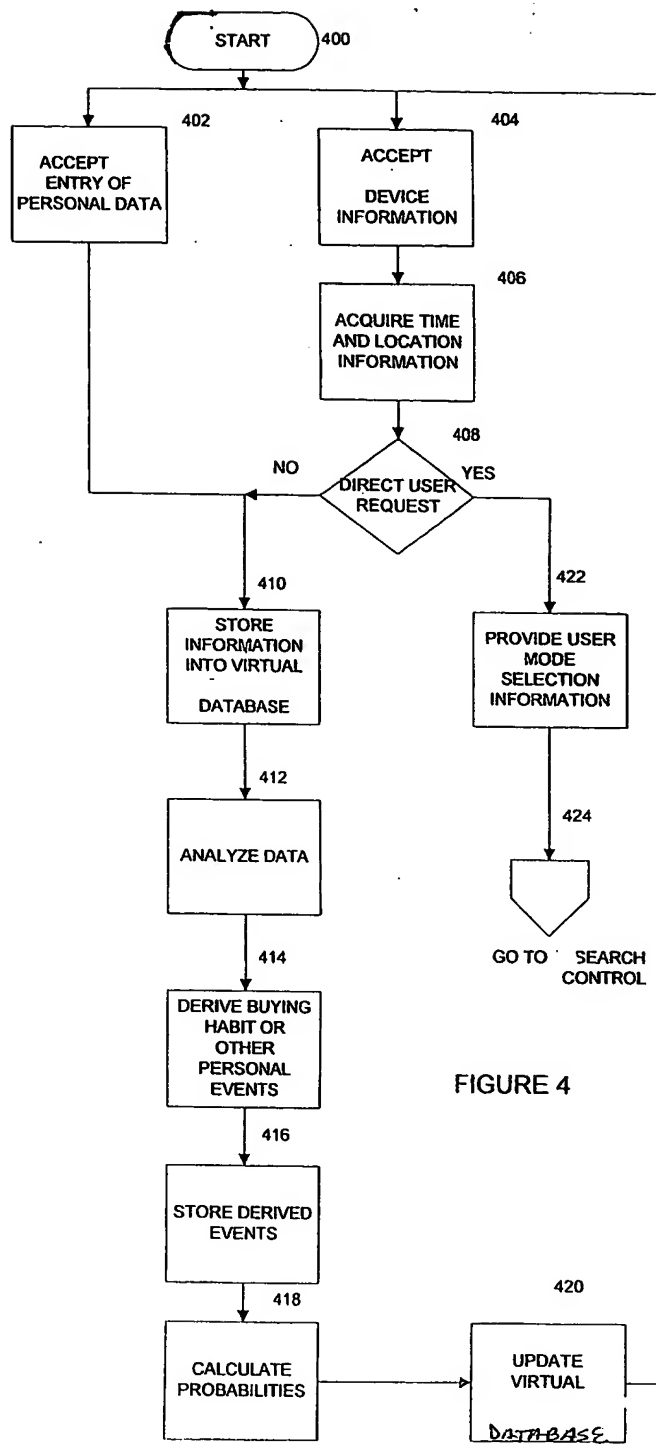 START
400
402
404
ACCEPT
ENTRY OF
PERSONAL DATA
ACCEPT
DEVICE
INFORMATION
406
ACQUIRE TIME
AND LOCATION
INFORMATION
408
NO
DIRECT USER
REQUEST
YES
410
422
STORE
INFORMATION
INTO VIRTUAL
DATABASE
PROVIDE USER
MODE
SELECTION
INFORMATION
412
424
ANALYZE DATA
GO TO SEARCH
CONTROL
414
DERIVE BUYING
HABIT OR
OTHER
PERSONAL
EVENTS
FIGURE 4
416
STORE DERIVED
EVENTS
418
420
CALCULATE
PROBABILITIES
UPDATE
VIRTUAL
DATABASE